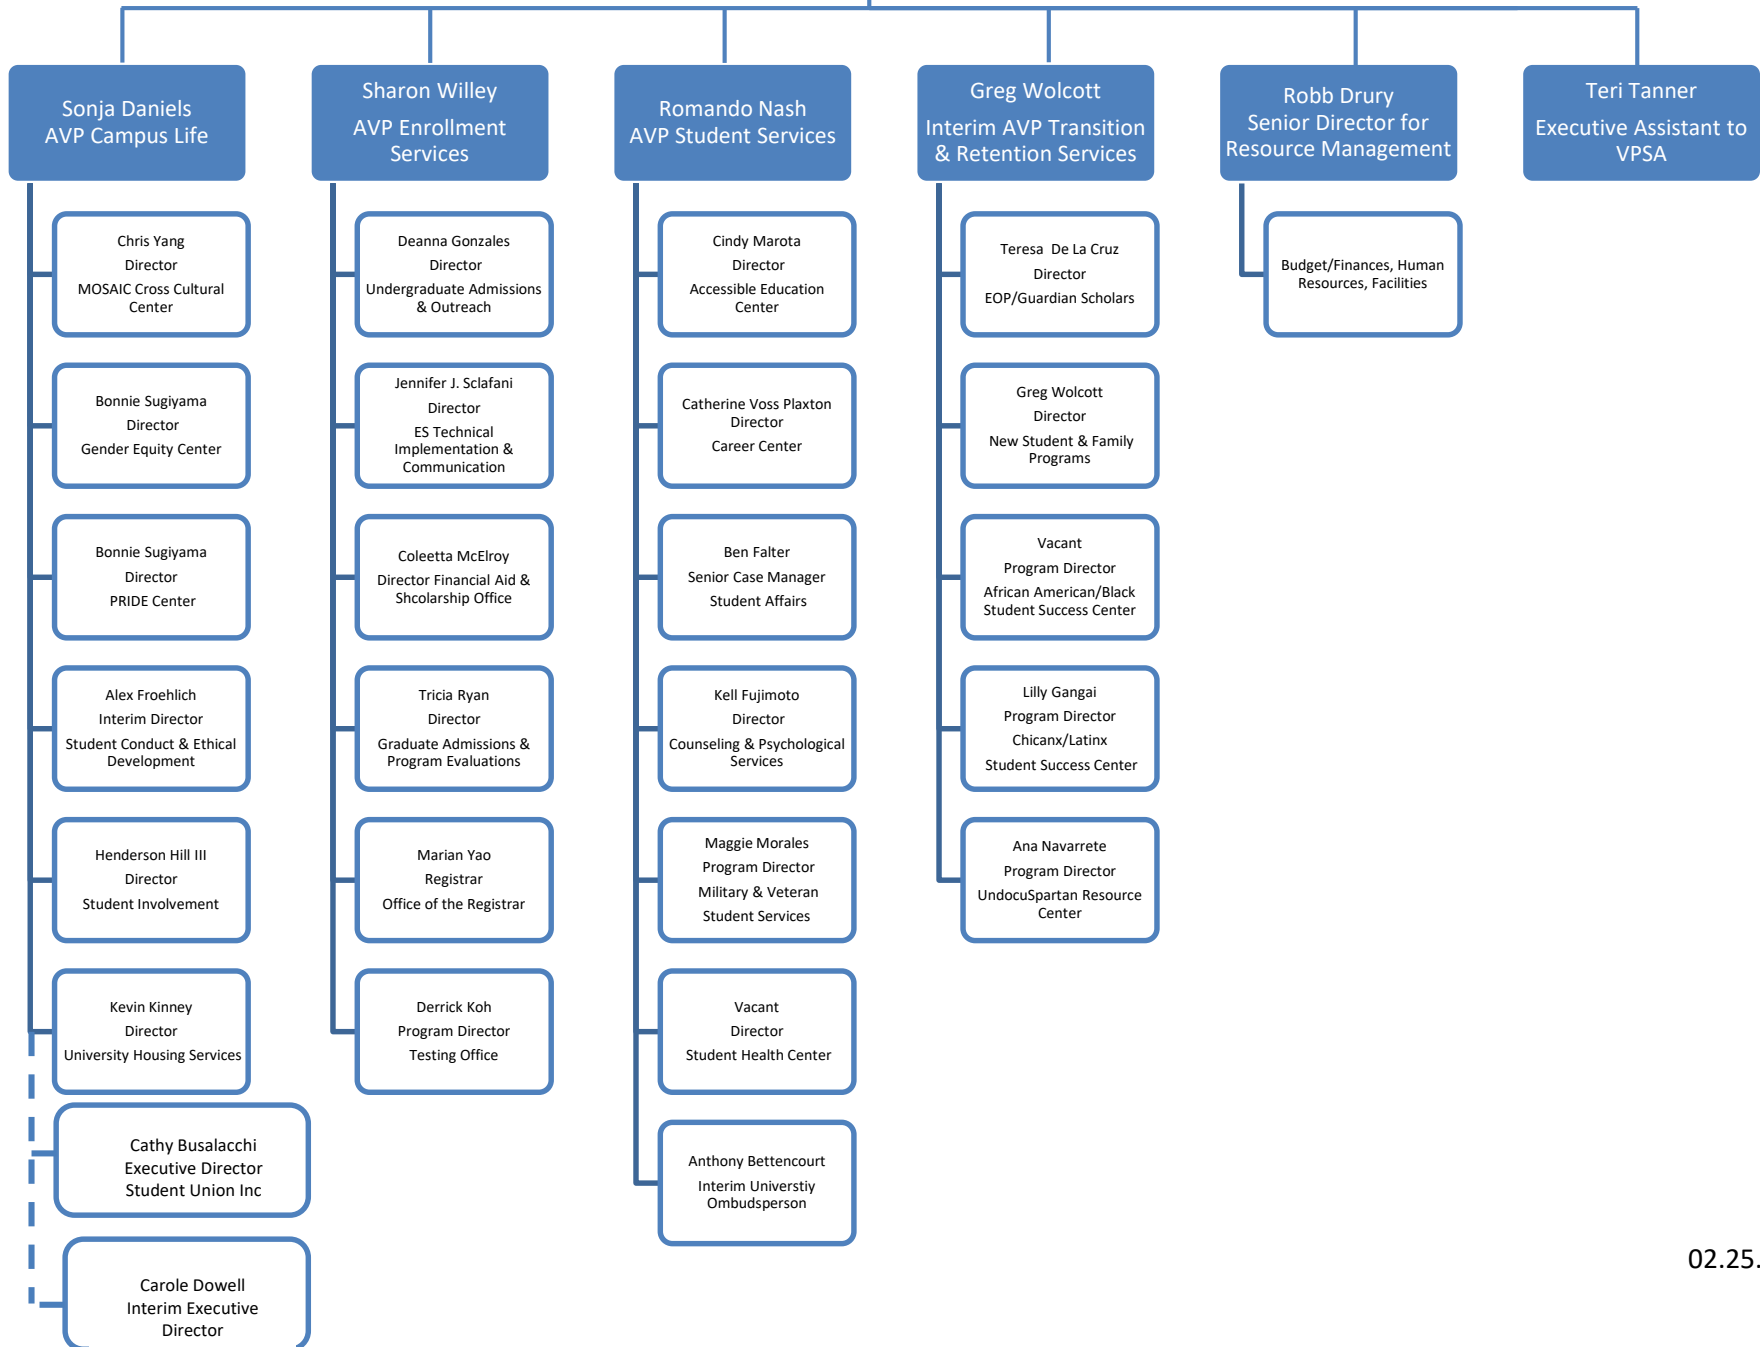 Sonja Daniels
AVP Campus Life
Sharon Willey
AVP Enrollment
Services
Romando Nash
AVP Student Services
Greg Wolcott
Interim AVP Transition
& Retention Services
Robb Drury
Senior Director for
Resource Management
Teri Tanner
Executive Assistant to
VPSA
Chris Yang
Director
MOSAIC Cross Cultural
Center
Bonnie Sugiyama
Director
Gender Equity Center
Bonnie Sugiyama
Director
PRIDE Center
Alex Froehlich
Interim Director
Student Conduct & Ethical
Development
Henderson Hill III
Director
Student Involvement
Kevin Kinney
Director
University Housing Services
Cathy Busalacchi
Executive Director
Student Union Inc
Carole Dowell
Interim Executive
Director
Deanna Gonzales
Director
Undergraduate Admissions
& Outreach
Jennifer J. Sclafani
Director
ES Technical
Implementation &
Communication
Coleetta McElroy
Director Financial Aid &
Shcolarship Office
Tricia Ryan
Director
Graduate Admissions &
Program Evaluations
Marian Yao
Registrar
Office of the Registrar
Derrick Koh
Program Director
Testing Office
Cindy Marota
Director
Accessible Education
Center
Catherine Voss Plaxton
Director
Career Center
Ben Falter
Senior Case Manager
Student Affairs
Kell Fujimoto
Director
Counseling & Psychological
Services
Maggie Morales
Program Director
Military & Veteran
Student Services
Vacant
Director
Student Health Center
Anthony Bettencourt
Interim Universtiy
Ombudsperson
Teresa  De La Cruz
Director
EOP/Guardian Scholars
Greg Wolcott
Director
New Student & Family
Programs
Vacant
Program Director
African American/Black
Student Success Center
Lilly Gangai
Program Director
Chicanx/Latinx
Student Success Center
Ana Navarrete
Program Director
UndocuSpartan Resource
Center
Budget/Finances, Human
Resources, Facilities
02.25.